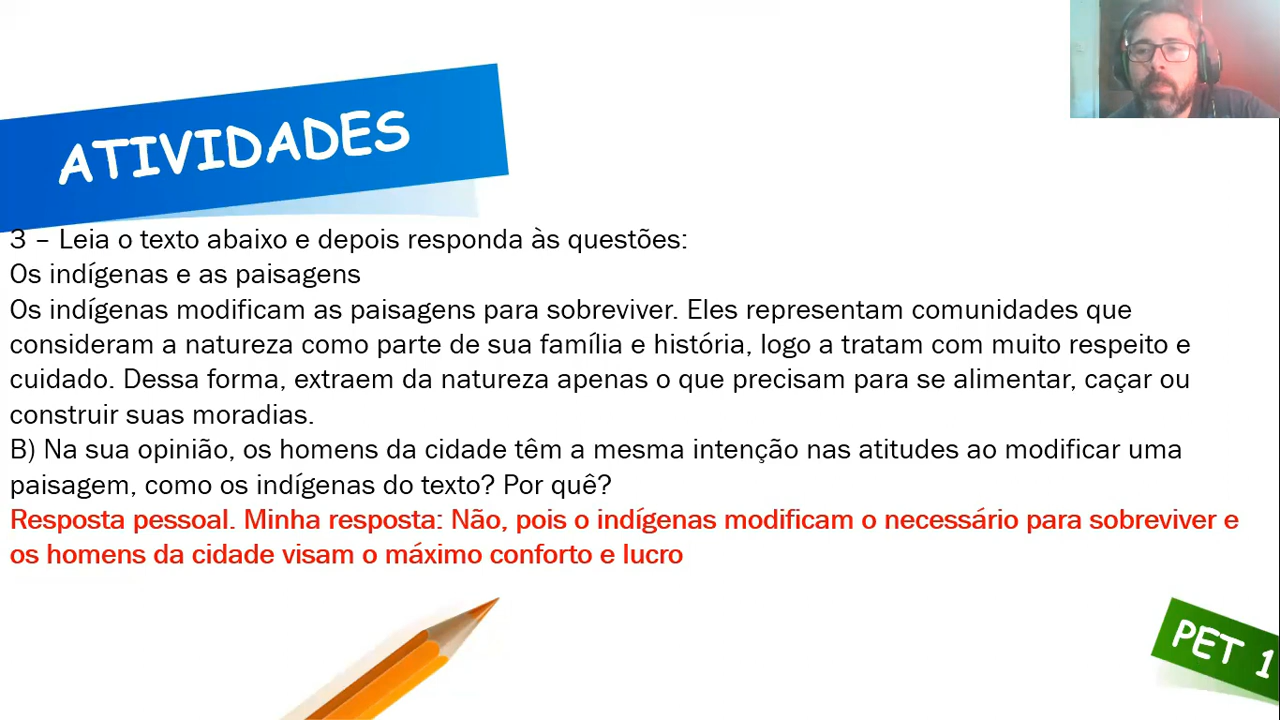 ATIVIDADES
3 – Leia o texto abaixo e depois responda às questões:
Os indígenas e as paisagens
Os indígenas modificam as paisagens para sobreviver. Eles representam comunidades que
consideram a natureza como parte de sua família e história, logo a tratam com muito respeito e
cuidado. Dessa forma, extraem da natureza apenas o que precisam para se alimentar, caçar ou
construir suas moradias.
B) Na sua opinião, os homens da cidade têm a mesma intenção nas atitudes ao modificar uma
paisagem, como os indígenas do texto? Por quê?
Resposta pessoal. Minha resposta: Não, pois o indígenas modificam o necessário para sobreviver e
os homens da cidade visam o máximo conforto e lucro
PET 1